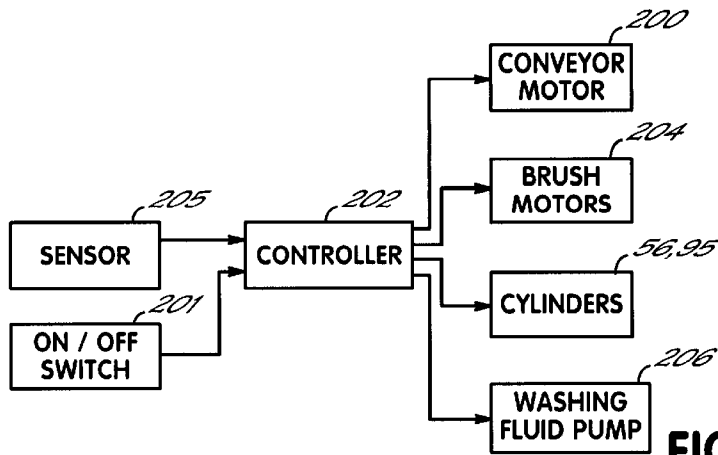 200
CONVEYOR
MOTOR
204
BRUSH
MOTORS
205
SENSOR
202
CONTROLLER
56,95
CYLINDERS
201
ON / OFF
SWITCH
206
WASHING
FLUID PUMP
FIG